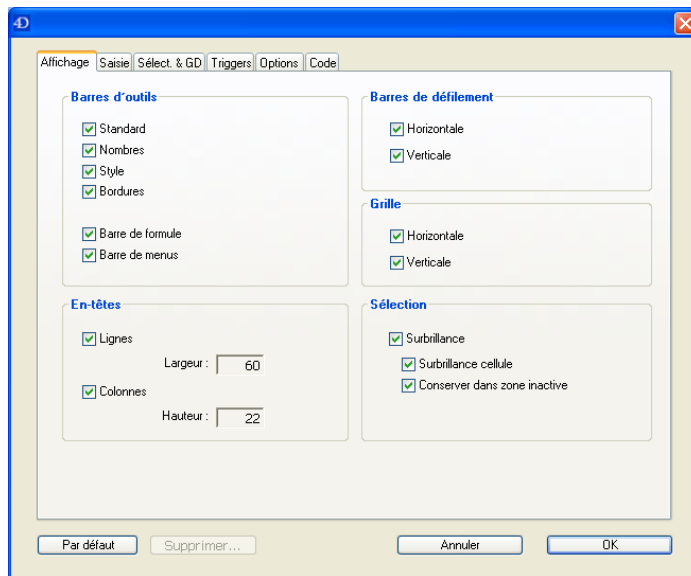 4D
Affichage Saisie Sélect. & GD Triggers Options Code
Barres d'outils
Standard
Nombres
Style
Bordures
Barre de formule
Barre de menus
Barres de défilement
Horizontale
Verticale
Grille
Horizontale
Verticale
En-têtes
Lignes
Largeur : 60
Colonnes
Hauteur : 22
Sélection
Surbrillance
Surbrillance cellule
Conserver dans zone inactive
Par défaut Supprimer... Annuler OK